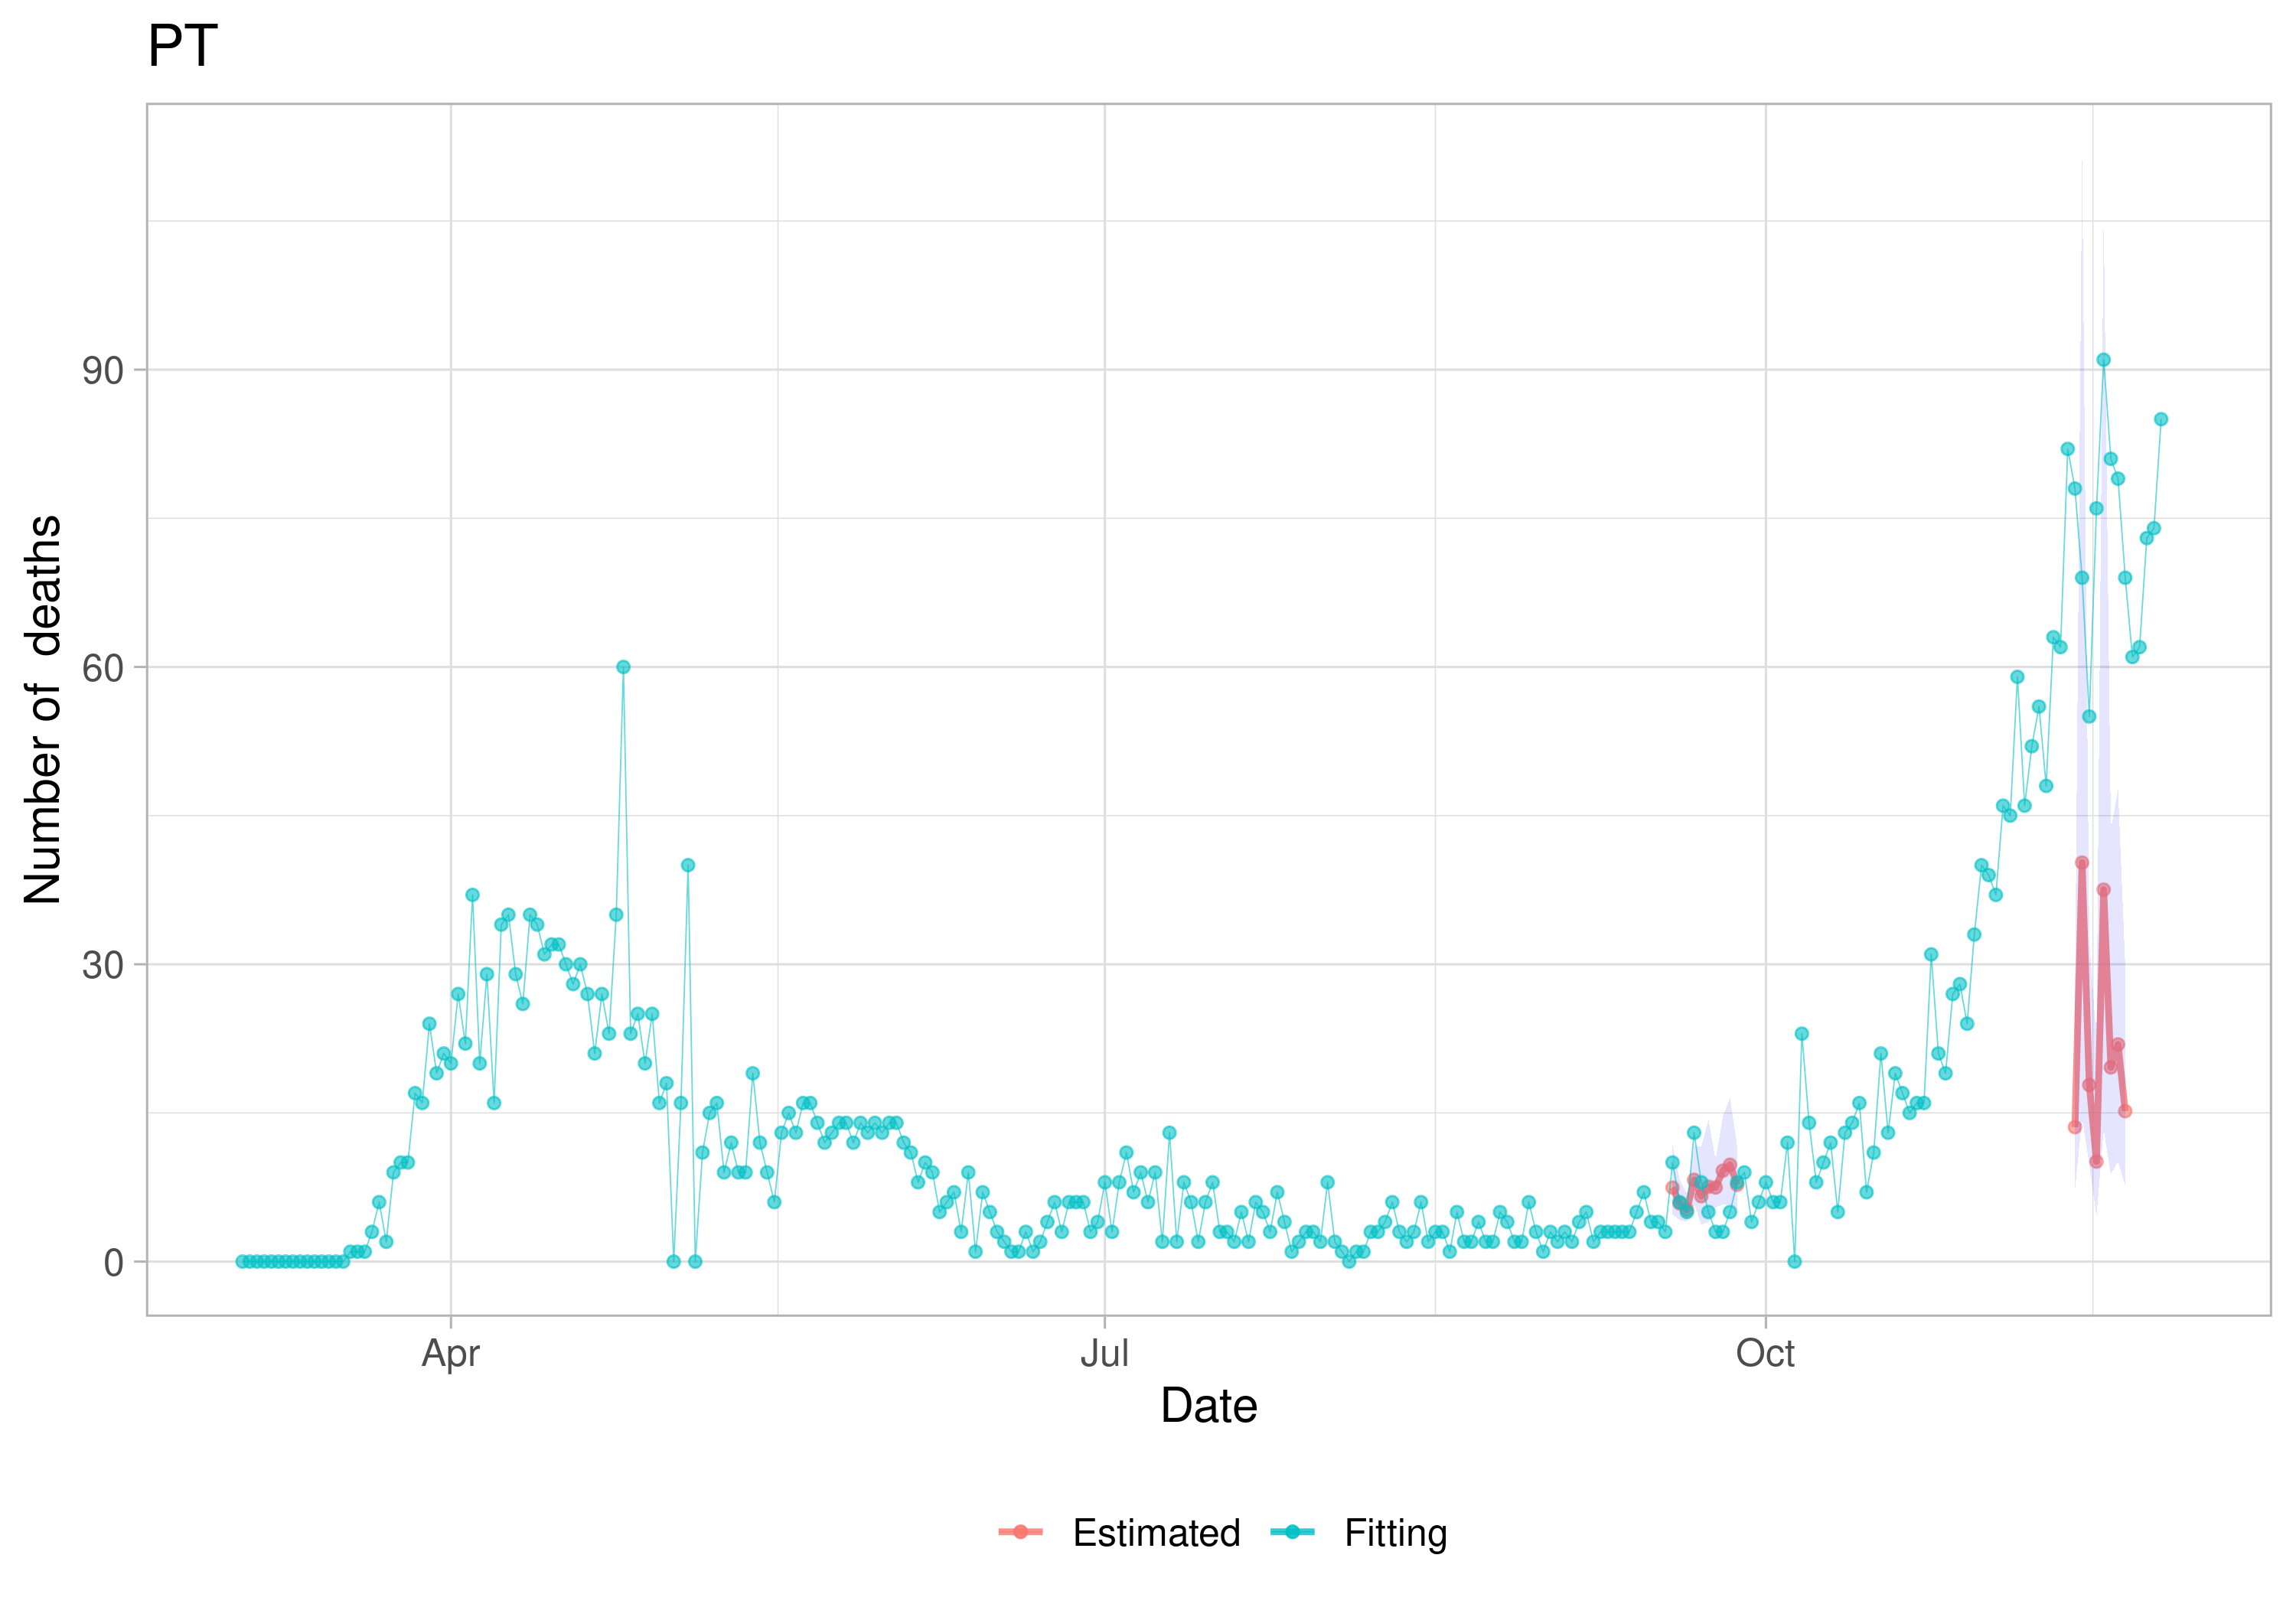 PT
Number of deaths
90
60
30
0
Apr
Jul
Oct
Date
Estimated
Fitting